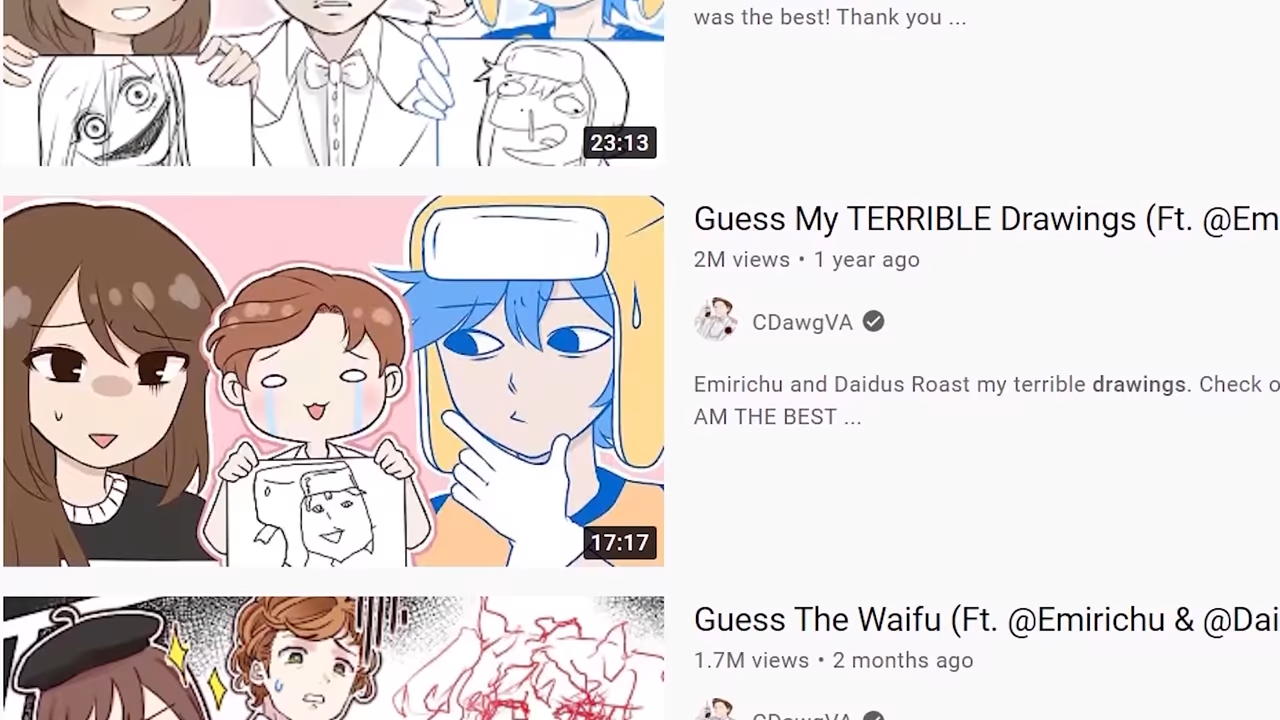 was the best! Thank you ...
23:13
Guess My TERRIBLE Drawings (Ft. @Em
2M views • 1 year ago
CDawgVA
Emirichu and Daidus Roast my terrible drawings. Check o
AM THE BEST ...
17:17
Guess The Waifu (Ft. @Emirichu & @Dai
1.7M views • 2 months ago
CDawgVA